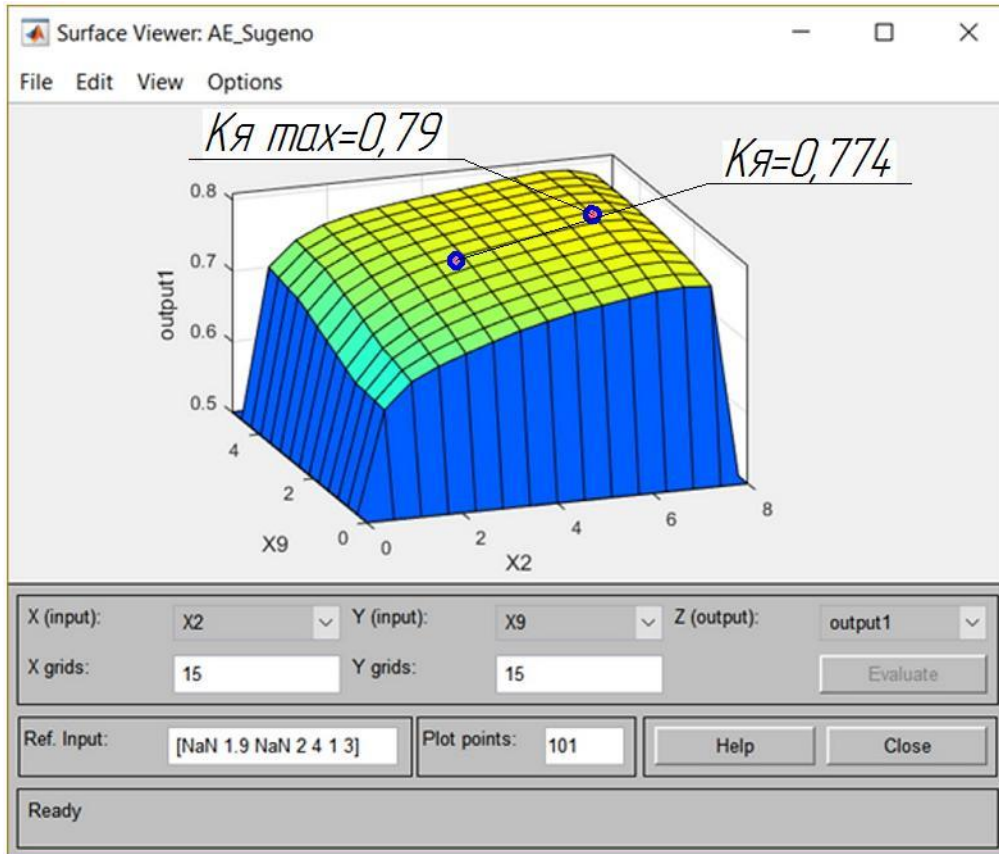 Surface Viewer: AE_Sugeno
File Edit View Options
Kя max=0,79
Kя=0,774
0.8
0.7
0.6
0.5
output1
4
2
0
X9
0
2
4
6
8
X2
X (input): X2 Y (input): X9 Z (output): output1
X grids: 15 Y grids: 15 Evaluate
Ref. Input: [NaN 1.9 NaN 2 4 1 3] Plot points: 101 Help Close
Ready